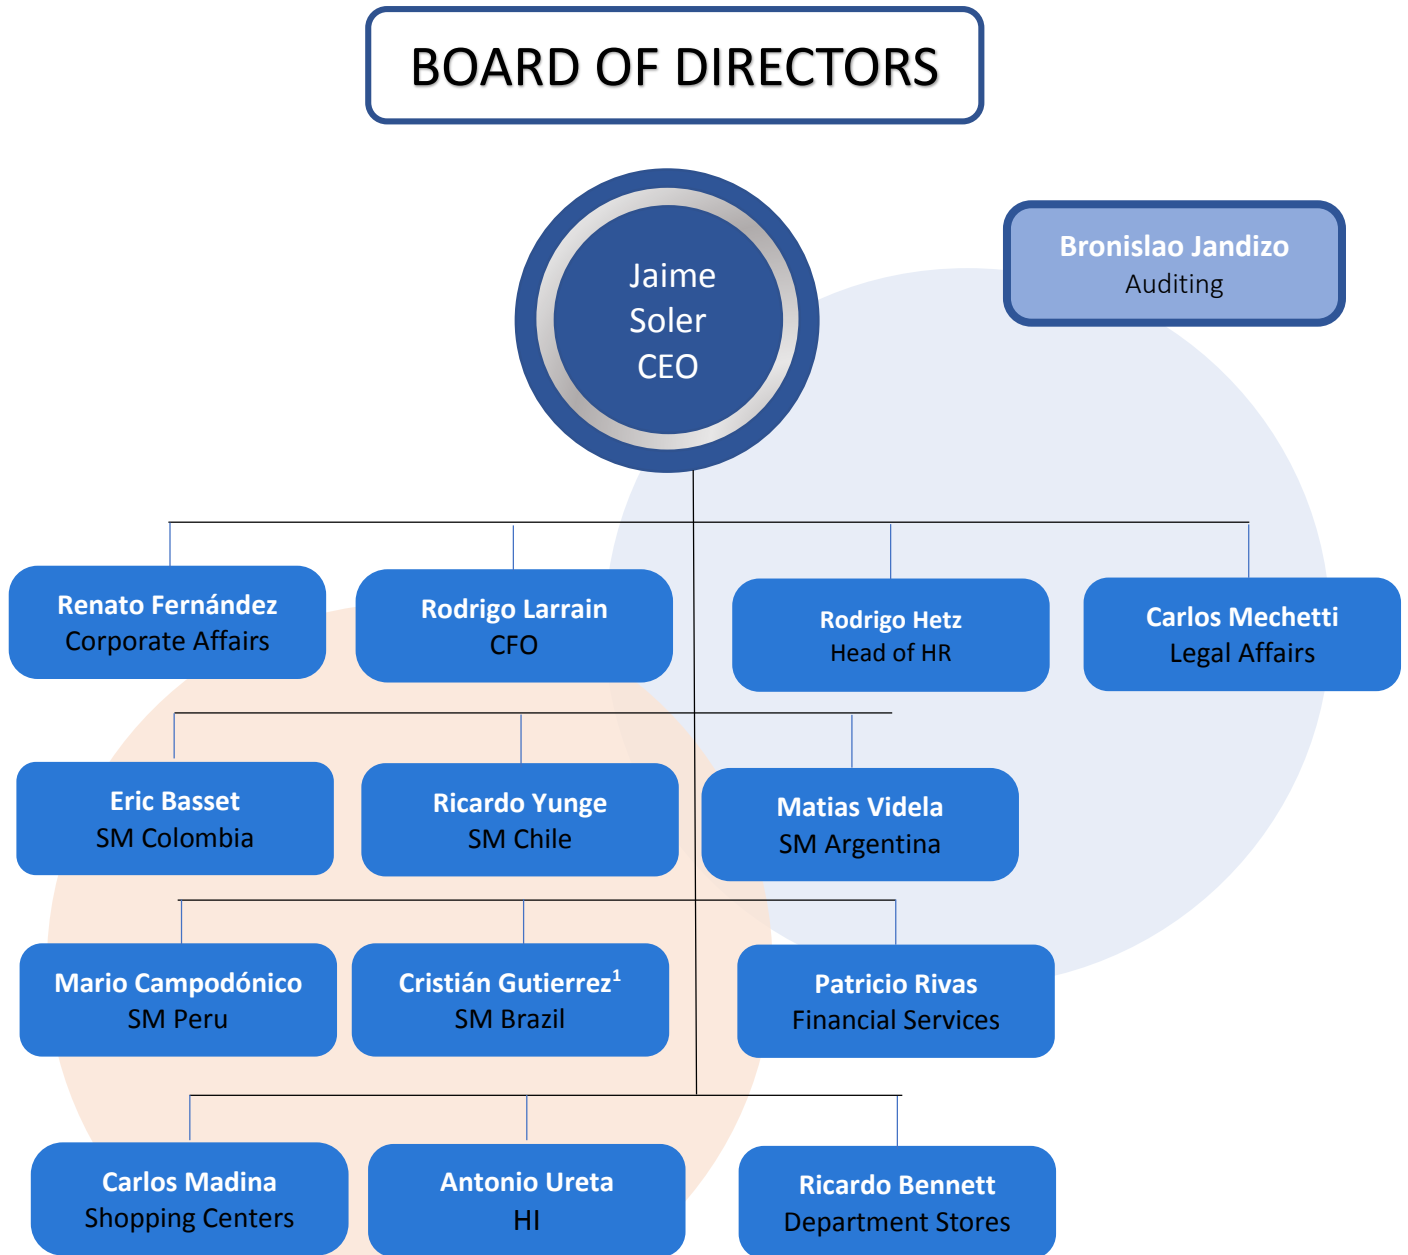 BOARD OF DIRECTORS
Jaime
Soler
CEO
Bronislao Jandizo
Auditing
Renato Fernández
Corporate Affairs
Rodrigo Larrain
CFO
Rodrigo Hetz
Head of HR
Carlos Mechetti
Legal Affairs
Eric Basset
SM Colombia
Ricardo Yunge
SM Chile
Matias Videla
SM Argentina
Mario Campodónico
SM Peru
Cristián Gutierrez¹
SM Brazil
Patricio Rivas
Financial Services
Carlos Madina
Shopping Centers
Antonio Ureta
HI
Ricardo Bennett
Department Stores